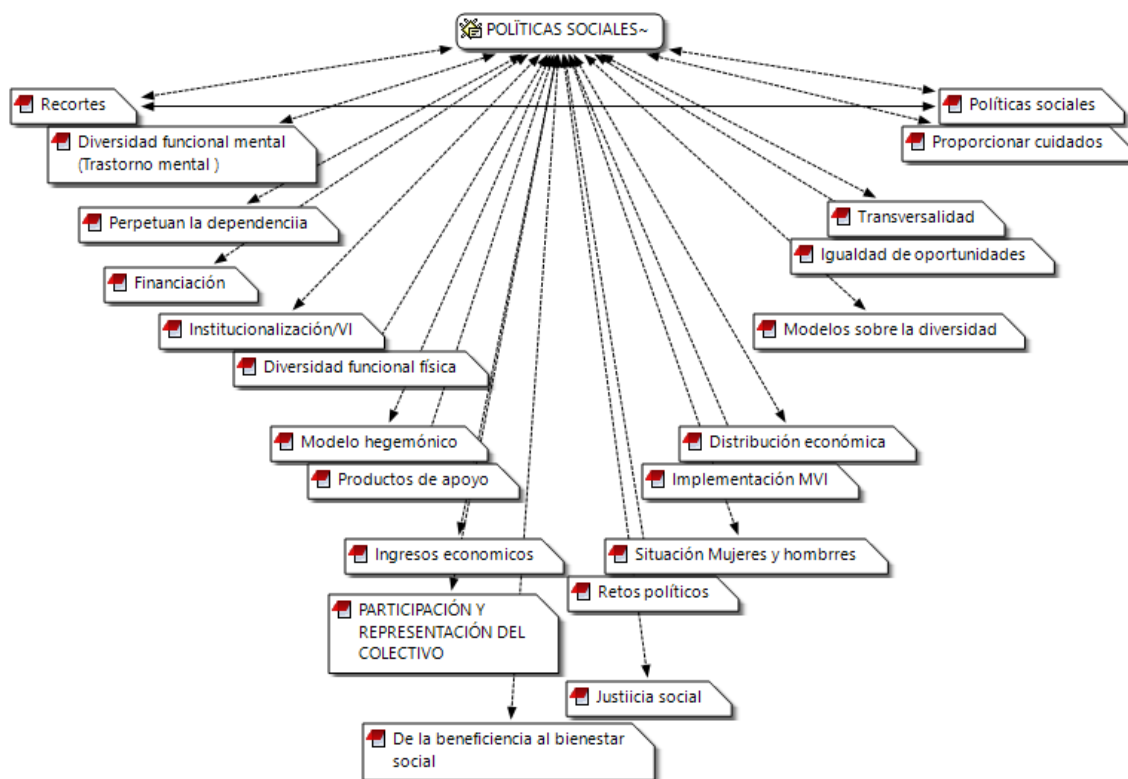 POLÏTICAS SOCIALES~
Recortes
Políticas sociales
Diversidad funcional mental
(Trastorno mental )
Proporcionar cuidados
Perpetuan la dependenciia
Transversalidad
Igualdad de oportunidades
Financiación
Institucionalización/VI
Modelos sobre la diversidad
Diversidad funcional física
Modelo hegemónico
Distribución económica
Productos de apoyo
Implementación MVI
Ingresos economicos
Situación Mujeres y hombrres
Retos políticos
PARTICIPACIÓN Y
REPRESENTACIÓN DEL
COLECTIVO
Justiicia social
De la beneficiencia al bienestar
social